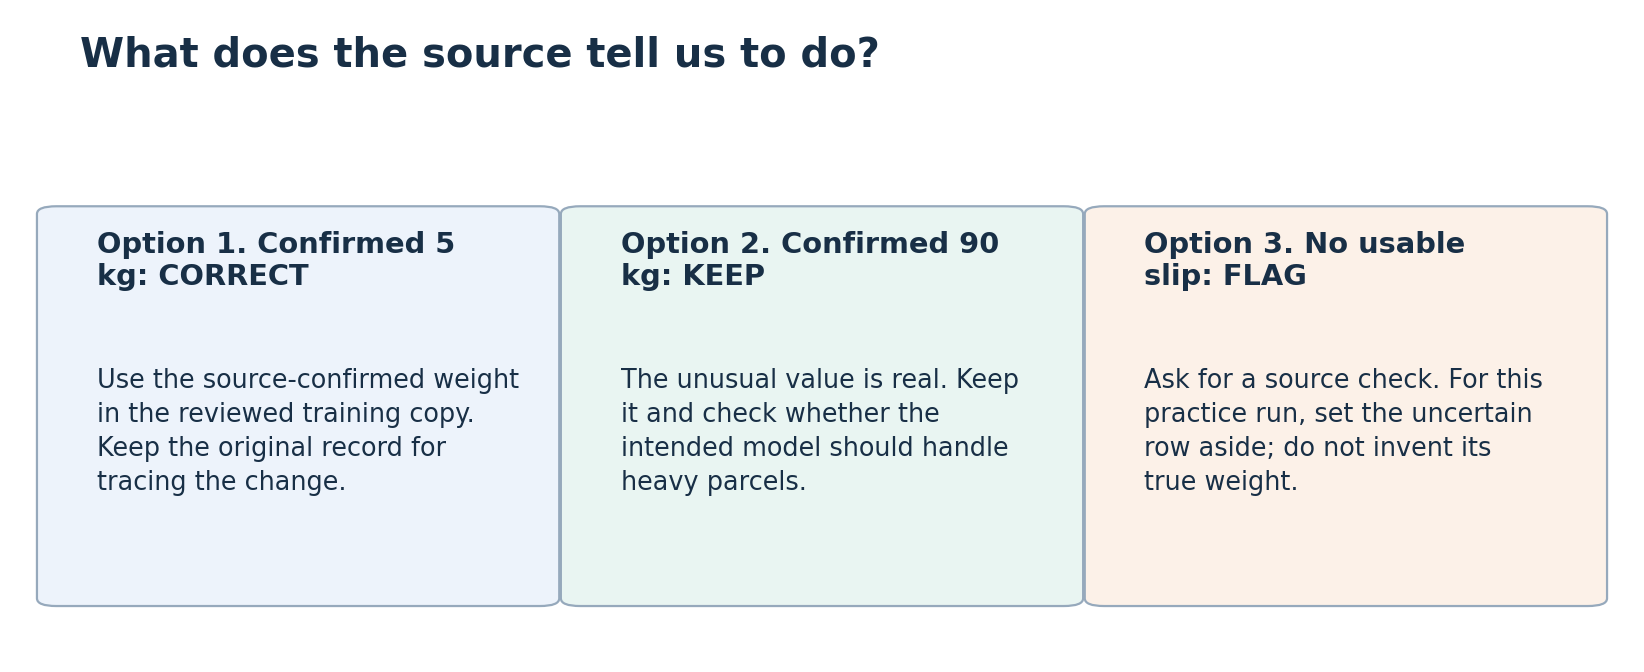 What does the source tell us to do?
Option 1. Confirmed 5
kg: CORRECT
Use the source-confirmed weight
in the reviewed training copy.
Keep the original record for
tracing the change.
Option 2. Confirmed 90
kg: KEEP
The unusual value is real. Keep
it and check whether the
intended model should handle
heavy parcels.
Option 3. No usable
slip: FLAG
Ask for a source check. For this
practice run, set the uncertain
row aside; do not invent its
true weight.